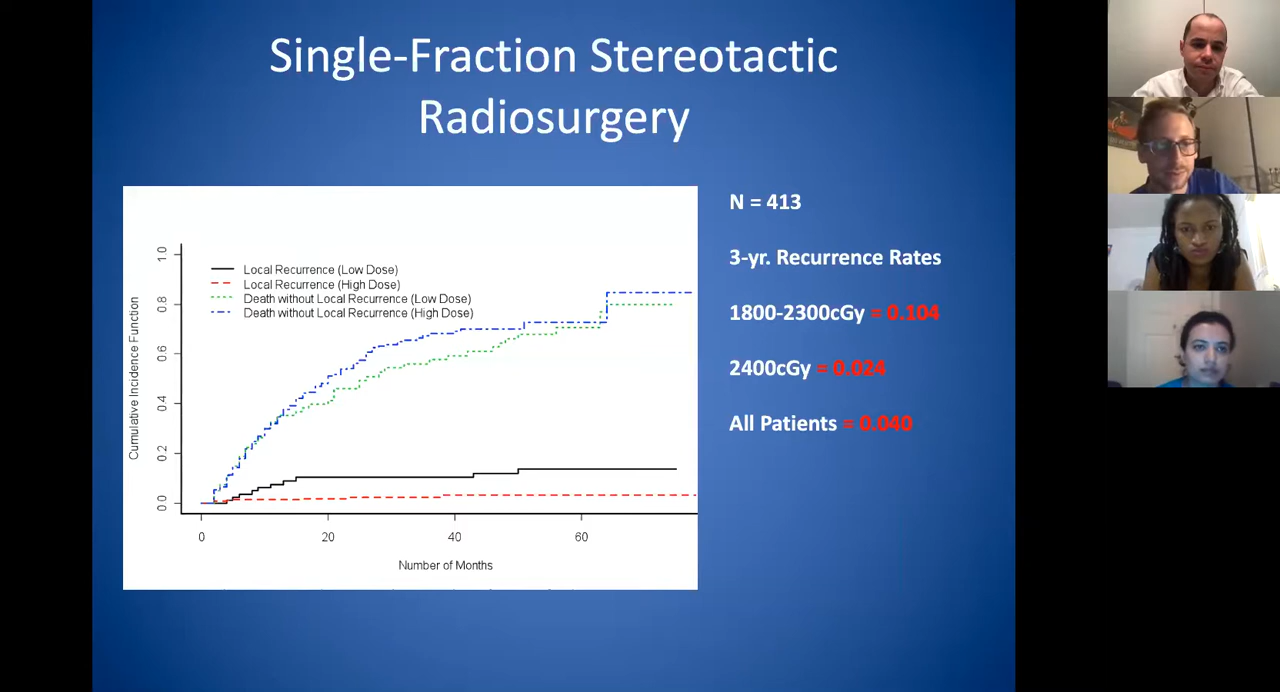 Single-Fraction Stereotactic
Radiosurgery
Local Recurrence (Low Dose)
Local Recurrence (High Dose)
Death without Local Recurrence (Low Dose)
Death without Local Recurrence (High Dose)
Cumulative Incidence Function
1.0
0.8
0.6
0.4
0.2
0.0
0
20
40
60
Number of Months
N = 413
3-yr. Recurrence Rates
1800-2300cGy = 0.104
2400cGy = 0.024
All Patients = 0.040